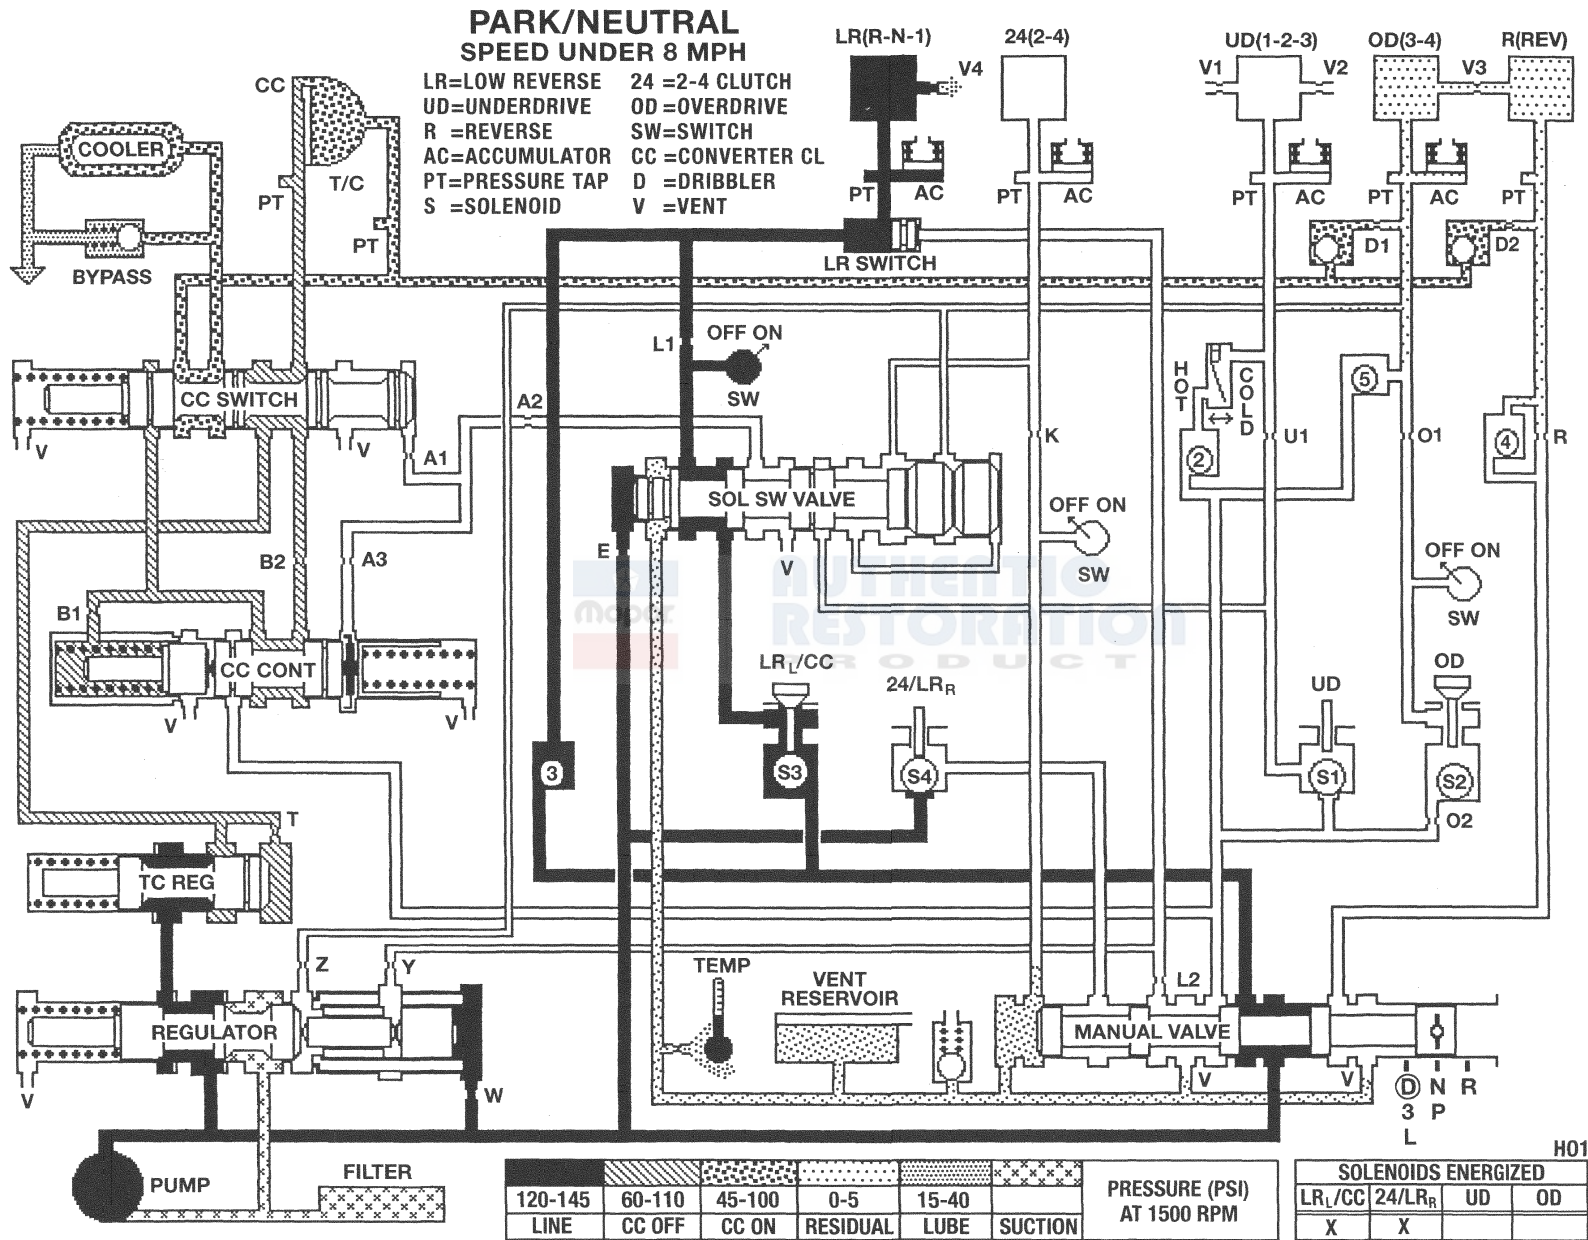 PARK/NEUTRAL
SPEED UNDER 8 MPH
LR=LOW REVERSE 24 =2-4 CLUTCH
UD=UNDERDRIVE OD=OVERDRIVE
R =REVERSE SW=SWITCH
AC=ACCUMULATOR CC =CONVERTER CL
PT=PRESSURE TAP D =DRIBBLER
S =SOLENOID V =VENT
LR(R-N-1)
24(2-4)
UD(1-2-3)
OD(3-4)
R(REV)
V4
V1
V2
V3
CC
COOLER
T/C
PT
PT
BYPASS
PT
AC
PT
AC
PT
AC
PT
AC
PT
D1
D2
LR SWITCH
L1
OFF ON
SW
HOT
COLD
5
CC SWITCH
V
V
A1
A2
K
2
U1
O1
4
R
SOL SW VALVE
E
V
OFF ON
SW
OFF ON
SW
B2
A3
B1
Mopar
AUTHENTIC
RESTORATION
PRODUCT
CC CONT
V
V
LRL/CC
24/LRR
UD
OD
3
S3
S4
S1
S2
O2
T
TC REG
Z
Y
TEMP
VENT
RESERVOIR
L2
REGULATOR
MANUAL VALVE
V
W
V
V
D N R
3 P
L
PUMP
FILTER
H01
120-145 60-110 45-100 0-5 15-40
LINE CC OFF CC ON RESIDUAL LUBE SUCTION
PRESSURE (PSI)
AT 1500 RPM
SOLENOIDS ENERGIZED
LRL/CC 24/LRR UD OD
X X